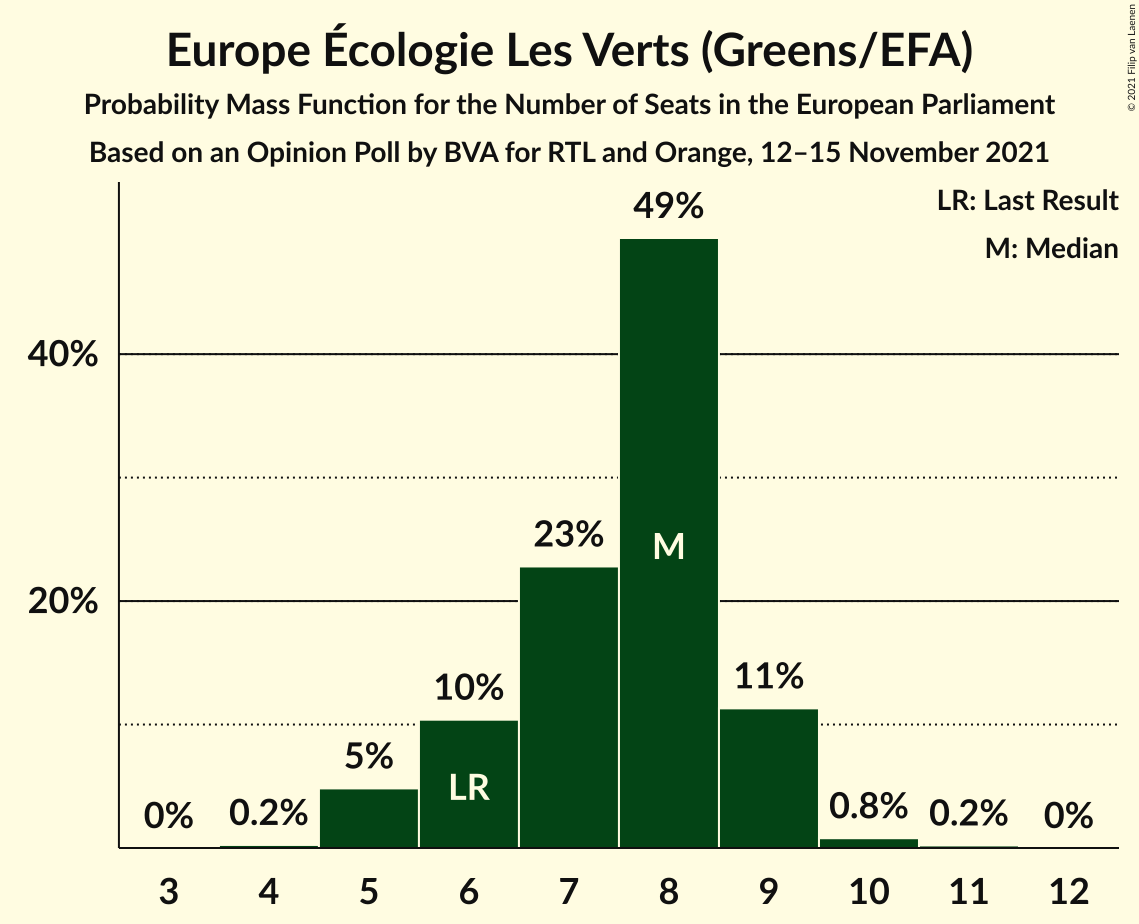 Europe Écologie Les Verts (Greens/EFA)
Probability Mass Function for the Number of Seats in the European Parliament
Based on an Opinion Poll by BVA for RTL and Orange, 12–15 November 2021
© 2021 Filip van Laenen
LR: Last Result
M: Median
49%
40%
23%
M
20%
11%
10%
5%
LR
0%
0.2%
0.8%
0.2%
0%
3 4 5 6 7 8 9 10 11 12